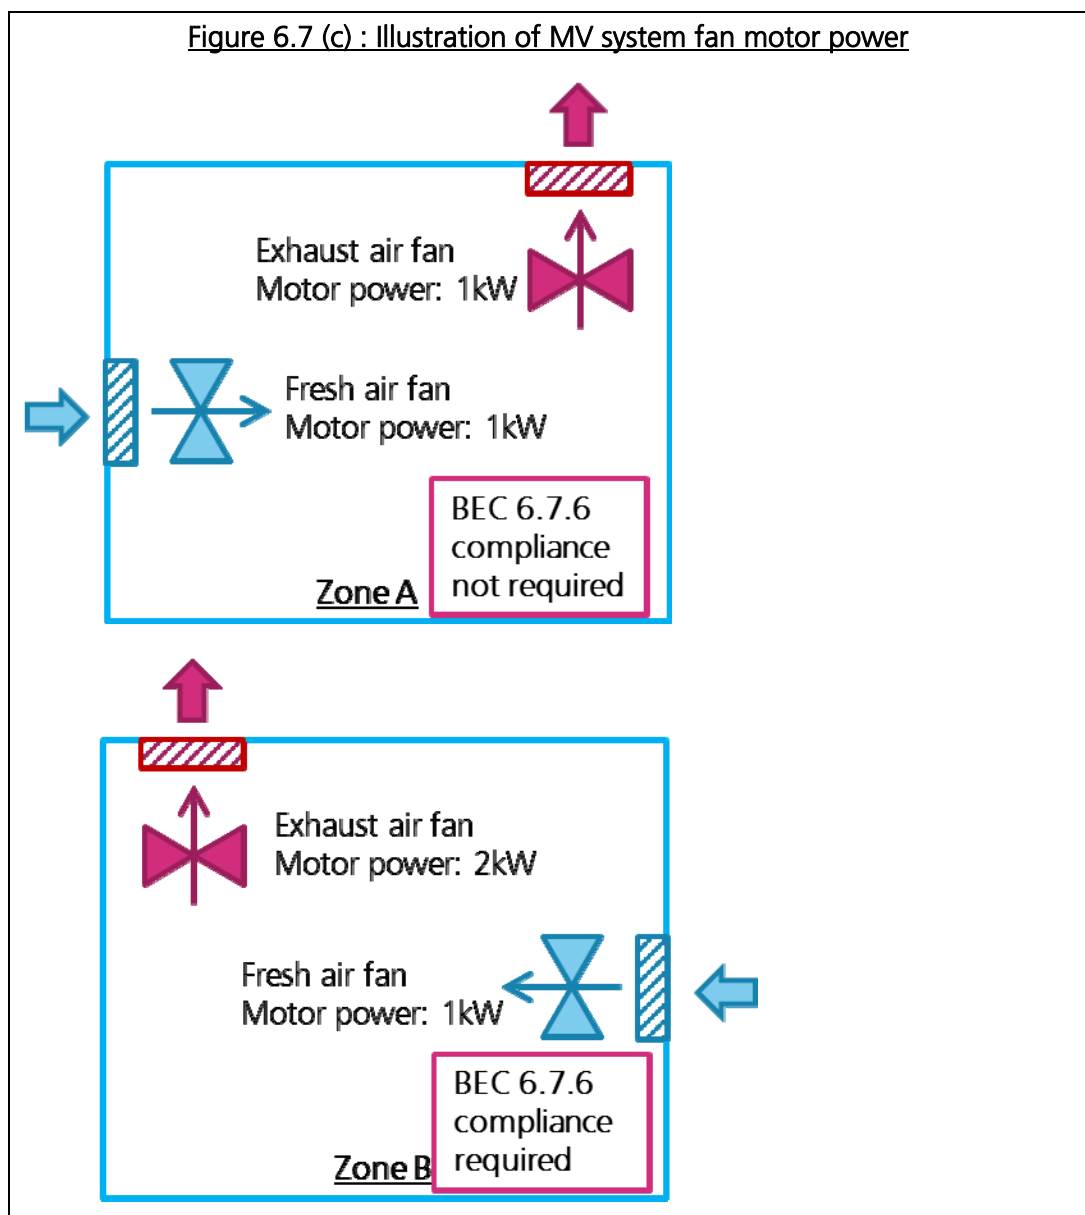 Figure 6.7 (c) : Illustration of MV system fan motor power
Exhaust air fan
Motor power: 1kW
Fresh air fan
Motor power: 1kW
BEC 6.7.6
compliance
not required
Zone A
Exhaust air fan
Motor power: 2kW
Fresh air fan
Motor power: 1kW
BEC 6.7.6
compliance
required
Zone B